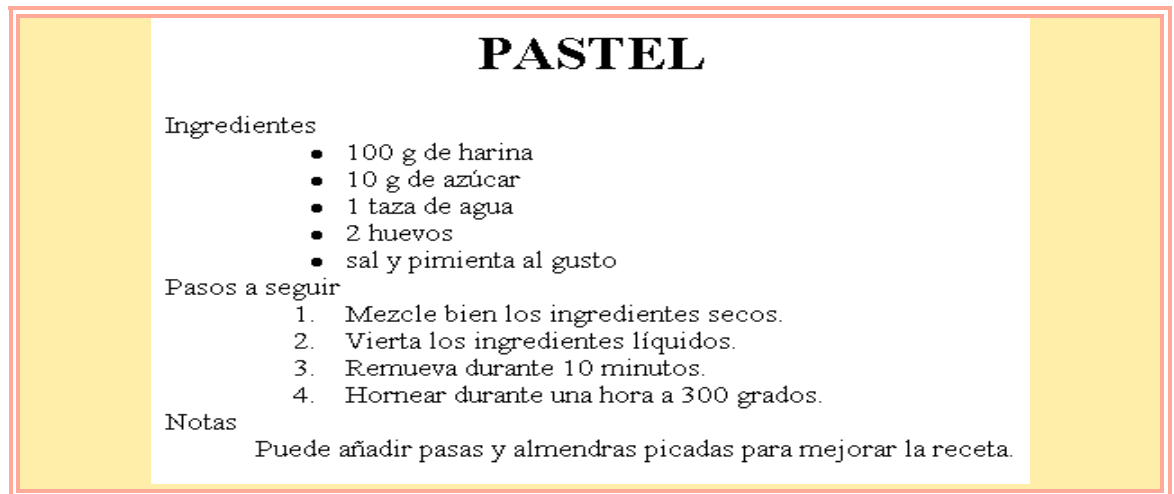 PASTEL
Ingredientes
• 100 g de harina
• 10 g de azúcar
• 1 taza de agua
• 2 huevos
• sal y pimienta al gusto
Pasos a seguir
1. Mezcle bien los ingredientes secos.
2. Vierta los ingredientes líquidos.
3. Remueva durante 10 minutos.
4. Hornear durante una hora a 300 grados.
Notas
Puede añadir pasas y almendras picadas para mejorar la receta.